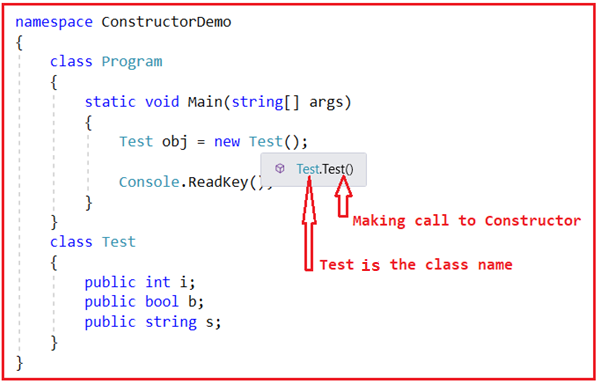 namespace ConstructorDemo
{
class Program
{
static void Main(string[] args)
{
Test obj = new Test();
Test.Test()
Console.ReadKey();
}
Making call to Constructor
}
class Test
Test is the class name
{
public int i;
public bool b;
public string s;
}
}